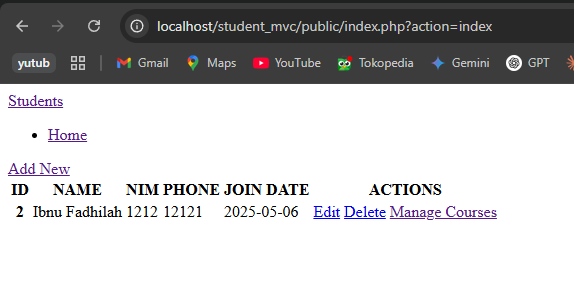 localhost/student_mvc/public/index.php?action=index
yutub Gmail Maps YouTube Tokopedia Gemini GPT
Students
Home
Add New
ID NAME NIM PHONE JOIN DATE ACTIONS
2 Ibnu Fadhilah 1212 12121 2025-05-06 Edit Delete Manage Courses